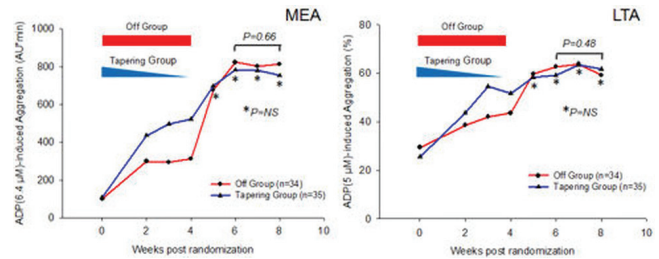 MEA
Off Group
Tapering Group
P=0.66
*
*
*
*
*P=NS
Off Group (n=34)
Tapering Group (n=35)
ADP(6.4 µM)-induced Aggregation (AU*min)
1000
800
600
400
200
0
0 2 4 6 8 10
Weeks post randomization
LTA
Off Group
Tapering Group
P=0.48
*
*
*
*
*P=NS
Off Group (n=34)
Tapering Group (n=35)
ADP(5 µM)-induced Aggregation (%)
80
60
40
20
0
0 2 4 6 8 10
Weeks post randomization